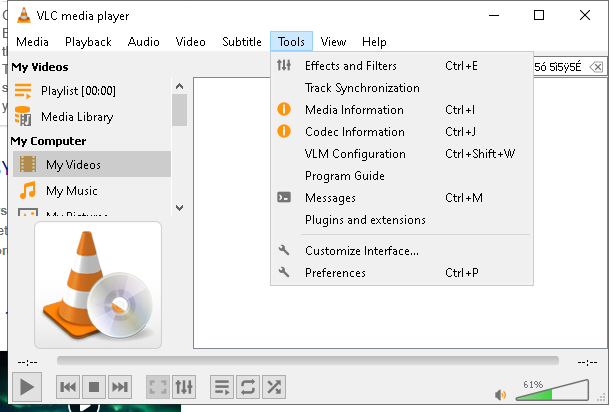 VLC media player
Media Playback Audio Video Subtitle Tools View Help
My Videos
Playlist [00:00]
Media Library
My Computer
My Videos
My Music
My Pictures
Effects and Filters Ctrl+E
Track Synchronization
Media Information Ctrl+I
Codec Information Ctrl+J
VLM Configuration Ctrl+Shift+W
Program Guide
Messages Ctrl+M
Plugins and extensions
Customize Interface...
Preferences Ctrl+P
--:--
--:--
61%